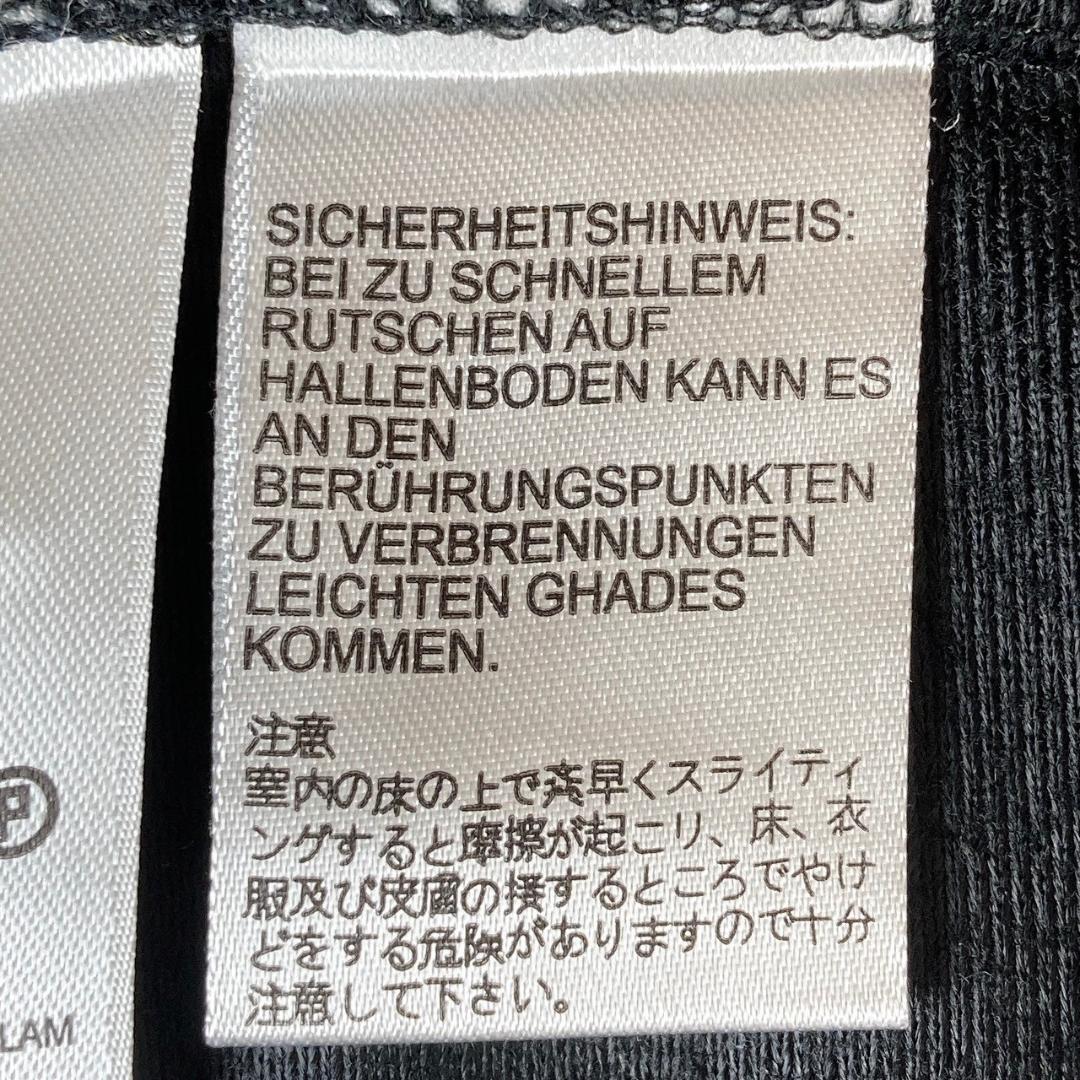 SICHERHEITSHINWEIS:
BEI ZU SCHNELLEM
RUTSCHEN AUF
HALLENBODEN KANN ES
AN DEN
BERÜHRUNGSPUNKTEN
ZU VERBRENNUNGEN
LEICHTEN GHADES
KOMMEN.
注意
室内の床の上で素早くスライティ
ングすると摩擦が起こり、床、衣
服及び皮膚の接するところでやけ
どをする危険がありますので十分
注意して下さい。
P
LAM